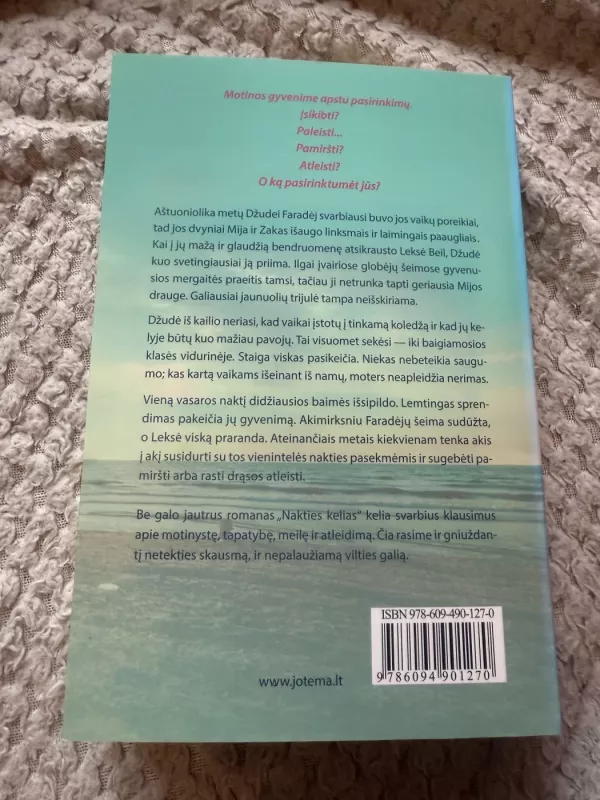 Motinos gyvenime apstu pasirinkimų.
Įsikibti?
Paleisti...
Pamiršti?
Atleisti?
O ką pasirinktumėt jūs?
Aštuoniolika metų Džudei Faradėj svarbiausi buvo jos vaikų poreikiai,
tad jos dvyniai Mija ir Zakas išaugo linksmais ir laimingais paaugliais.
Kai į jų mažą ir glaudžią bendruomenę atsikrausto Leksė Beil, Džudė
kuo svetingiausiai ją priima. Ilgai įvairiose globėjų šeimose gyvenu-
sios mergaitės praeitis tamsi, tačiau ji netrunka tapti geriausia Mijos
drauge. Galiausiai jaunuolių trijulė tampa neišskiriama.
Džudė iš kailio neriasi, kad vaikai įstotų į tinkamą koledžą ir kad jų ke-
lyje būtų kuo mažiau pavojų. Tai visuomet sekėsi — iki baigiamosios
klasės vidurinėje. Staiga viskas pasikeičia. Niekas nebeteikia saugu-
mo; kas kartą vaikams išeinant iš namų, moters neapleidžia nerimas.
Vieną vasaros naktį didžiausios baimės išsipildo. Lemtingas spren-
dimas pakeičia jų gyvenimą. Akimirksniu Faradėjų šeima sudūžta,
o Leksė viską praranda. Ateinančiais metais kiekvienam tenka akis
į akį susidurti su tos vienintelės nakties pasekmėmis ir sugebėti pa-
miršti arba rasti drąsos atleisti.
Be galo jautrus romanas „Nakties kelias“ kelia svarbius klausimus
apie motinystę, tapatybę, meilę ir atleidimą. Čia rasime ir gniuždan-
tį netekties skausmą, ir nepalaužiamą vilties galią.
ISBN 978-609-490-127-0
9 786094 901270
www.jotema.lt